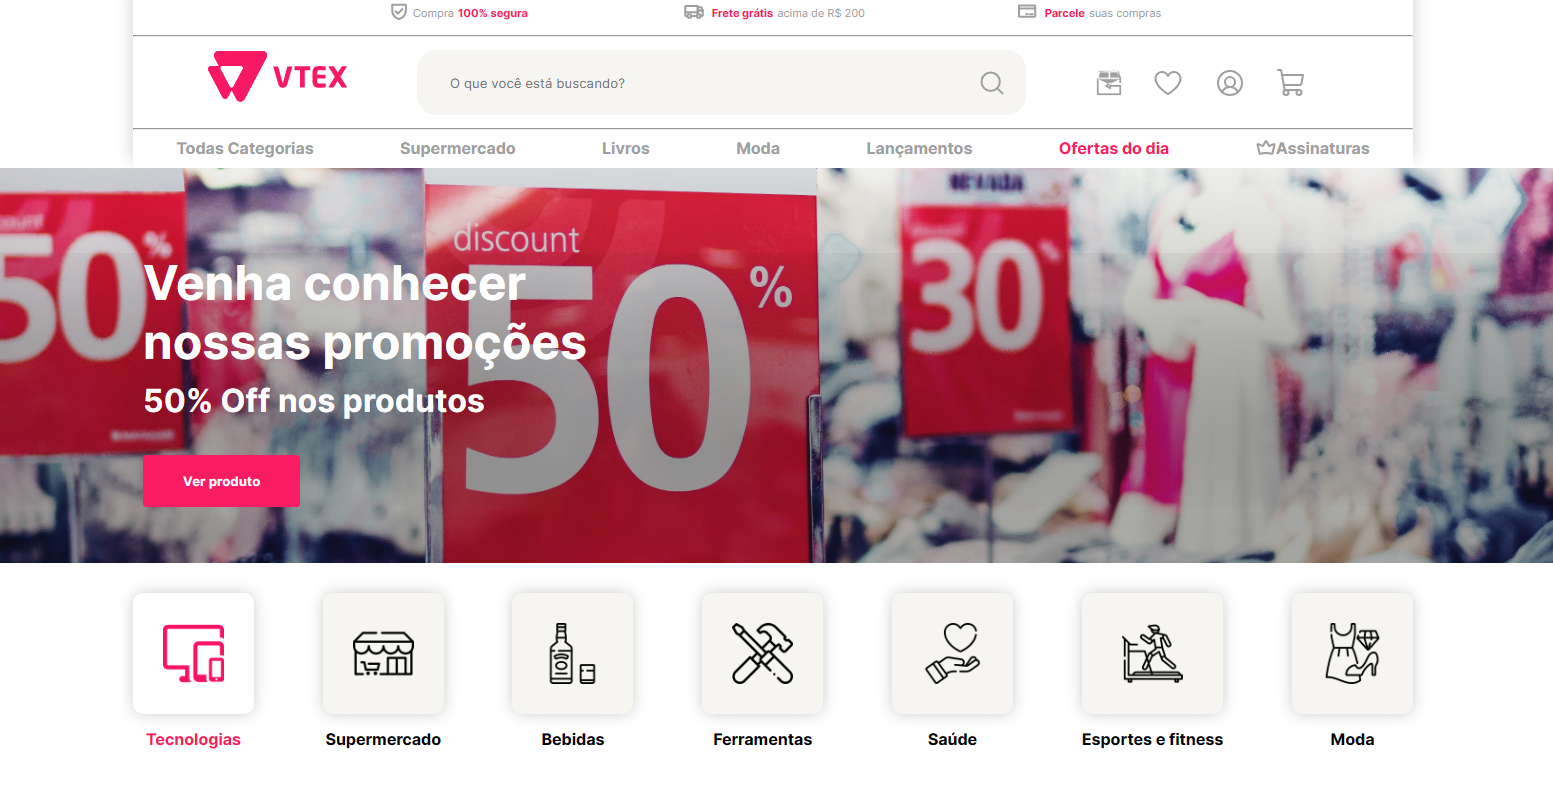 Compra 100% segura
Frete grátis acima de R$ 200
Parcele suas compras
VTEX
O que você está buscando?
Todas Categorias
Supermercado
Livros
Moda
Lançamentos
Ofertas do dia
Assinaturas
NEVADA
discount
50%
50%
30%
Venha conhecer
nossas promoções
50% Off nos produtos
Ver produto
Tecnologias
Supermercado
Bebidas
Ferramentas
Saúde
Esportes e fitness
Moda